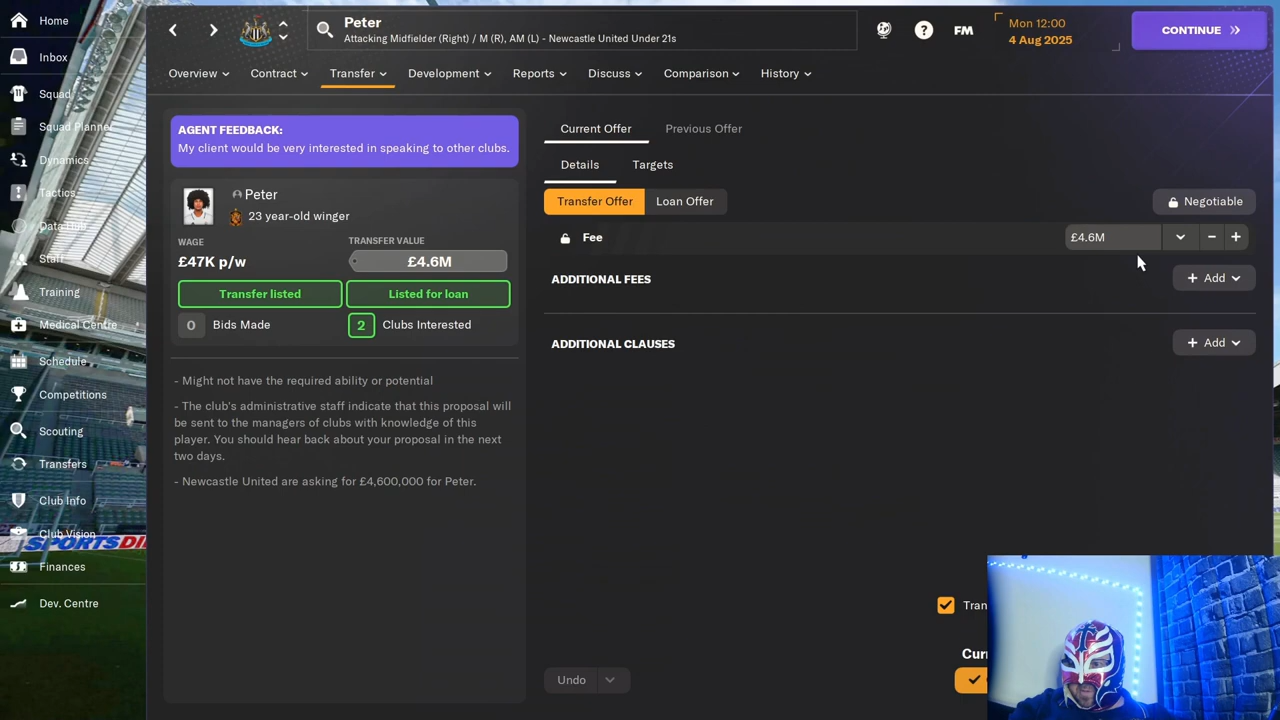 Home
Inbox
Squad
Squad Planner
Dynamics
Tactics
Data Hub
Staff
Training
Medical Centre
Schedule
Competitions
Scouting
Transfers
Club Info
Club Vision
Finances
Dev. Centre
Peter
Attacking Midfielder (Right) / M (R), AM (L) - Newcastle United Under 21s
?
FM
Mon 12:00
4 Aug 2025
CONTINUE
Overview
Contract
Transfer
Development
Reports
Discuss
Comparison
History
AGENT FEEDBACK:
My client would be very interested in speaking to other clubs.
Peter
23 year-old winger
WAGE
£47K p/w
TRANSFER VALUE
£4.6M
Transfer listed
Listed for loan
0 Bids Made
2 Clubs Interested
- Might not have the required ability or potential
- The club's administrative staff indicate that this proposal will
be sent to the managers of clubs with knowledge of this
player. You should hear back about your proposal in the next
two days.
- Newcastle United are asking for £4,600,000 for Peter.
Current Offer
Previous Offer
Details
Targets
Transfer Offer
Loan Offer
Negotiable
Fee
£4.6M
ADDITIONAL FEES
+ Add
ADDITIONAL CLAUSES
+ Add
Tran
Curr
Undo
SPORTSDI